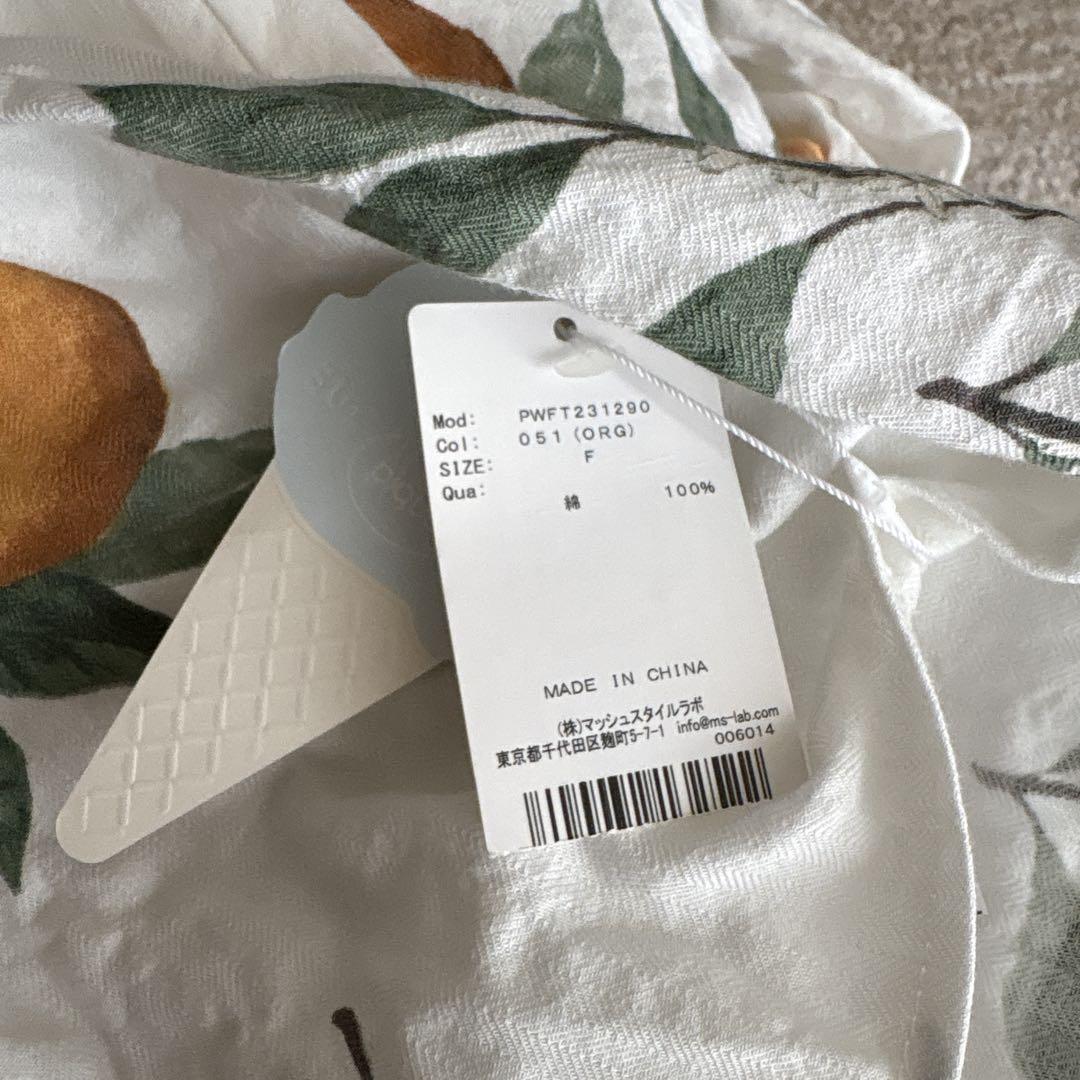 Mod: PWFT231290
Col: 051(ORG)
SIZE: F
Qua: 綿 100%
MADE IN CHINA
(株)マッシュスタイルラボ
東京都千代田区麹町5-7-1 info@ms-lab.com
006014